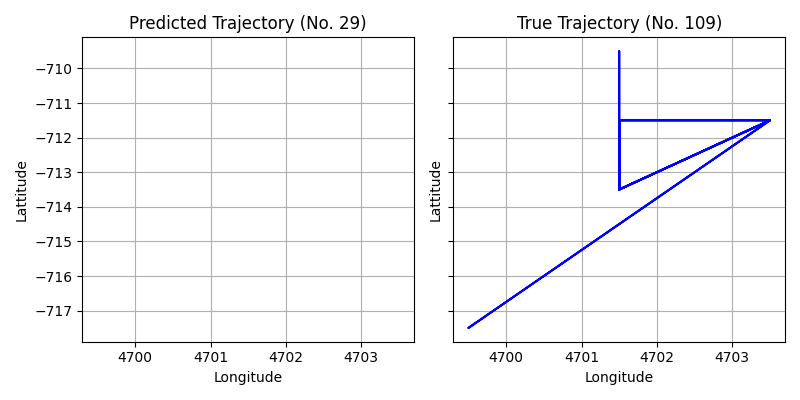 Predicted Trajectory (No. 29)
True Trajectory (No. 109)
Lattitude
−710
−711
−712
−713
−714
−715
−716
−717
4700 4701 4702 4703
Longitude
Lattitude
4700 4701 4702 4703
Longitude